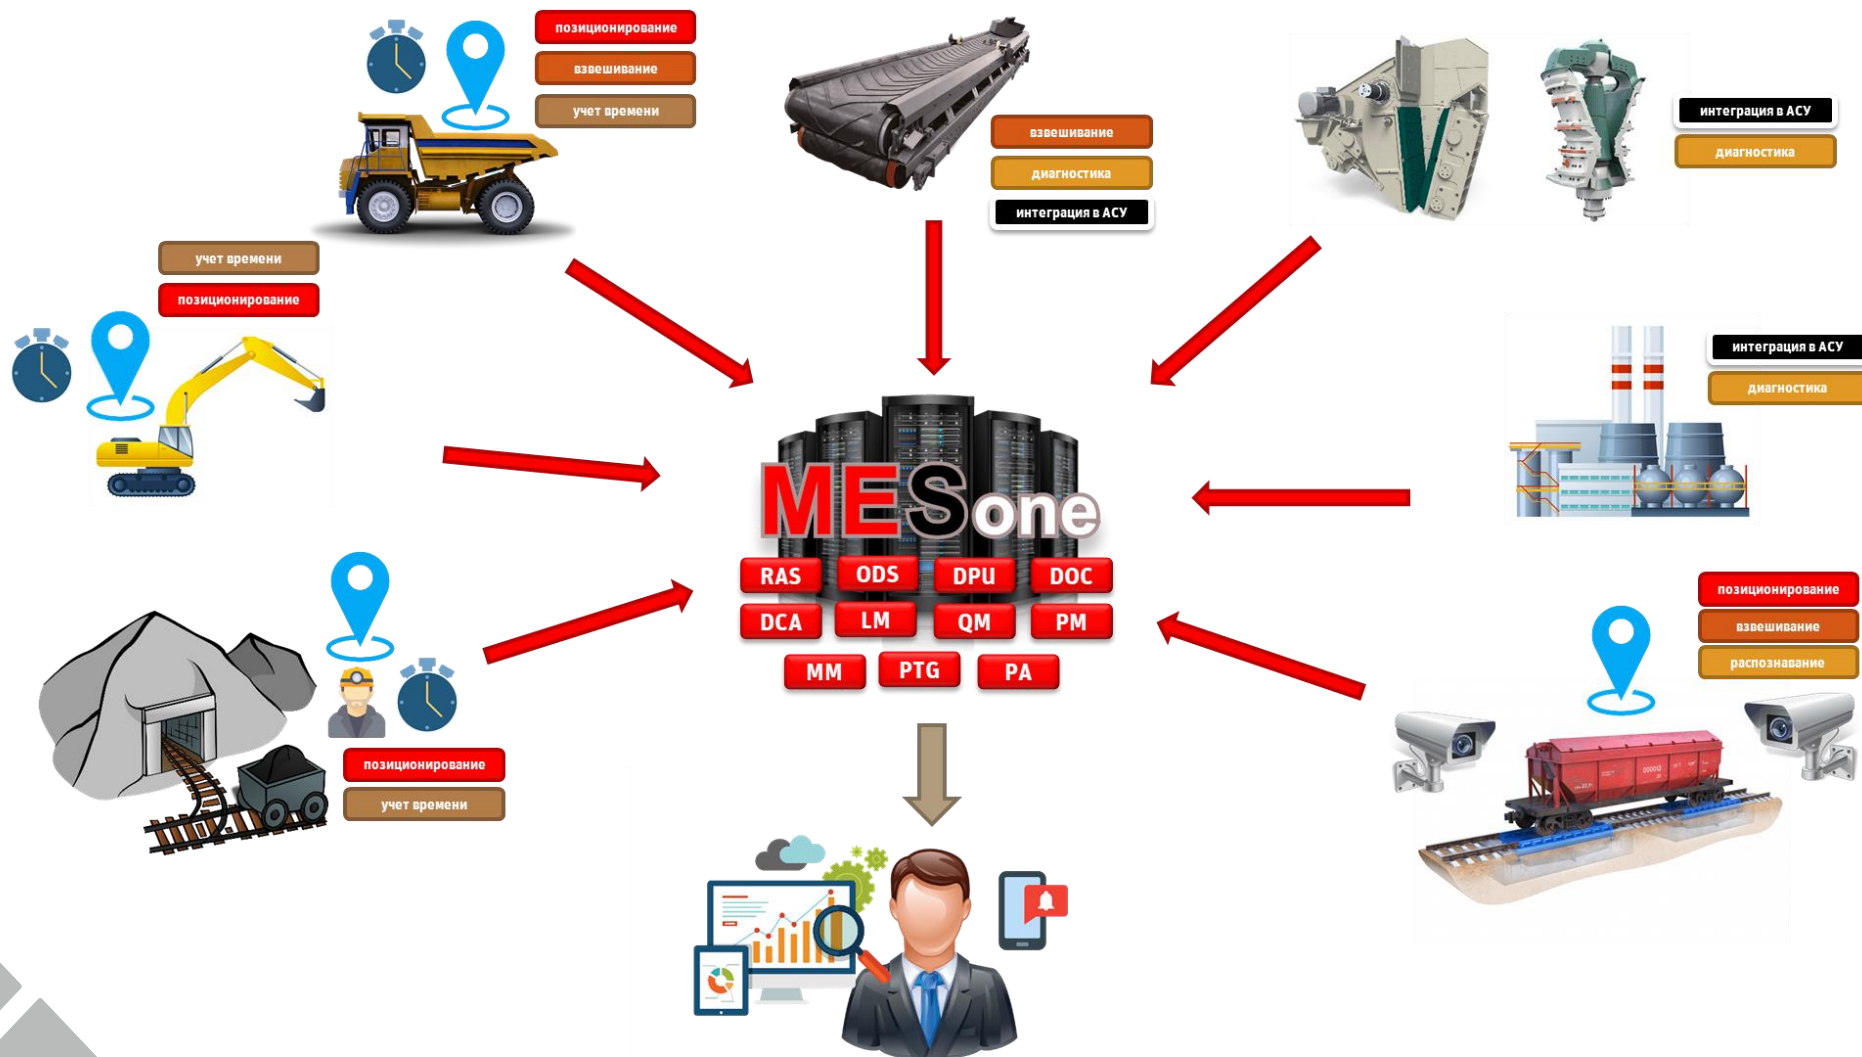 позиционирование
взвешивание
учет времени
взвешивание
диагностика
интеграция в АСУ
интеграция в АСУ
диагностика
учет времени
позиционирование
интеграция в АСУ
диагностика
MESone
RAS
ODS
DPU
DOC
DCA
LM
QM
PM
MM
PTG
PA
позиционирование
взвешивание
распознавание
позиционирование
учет времени